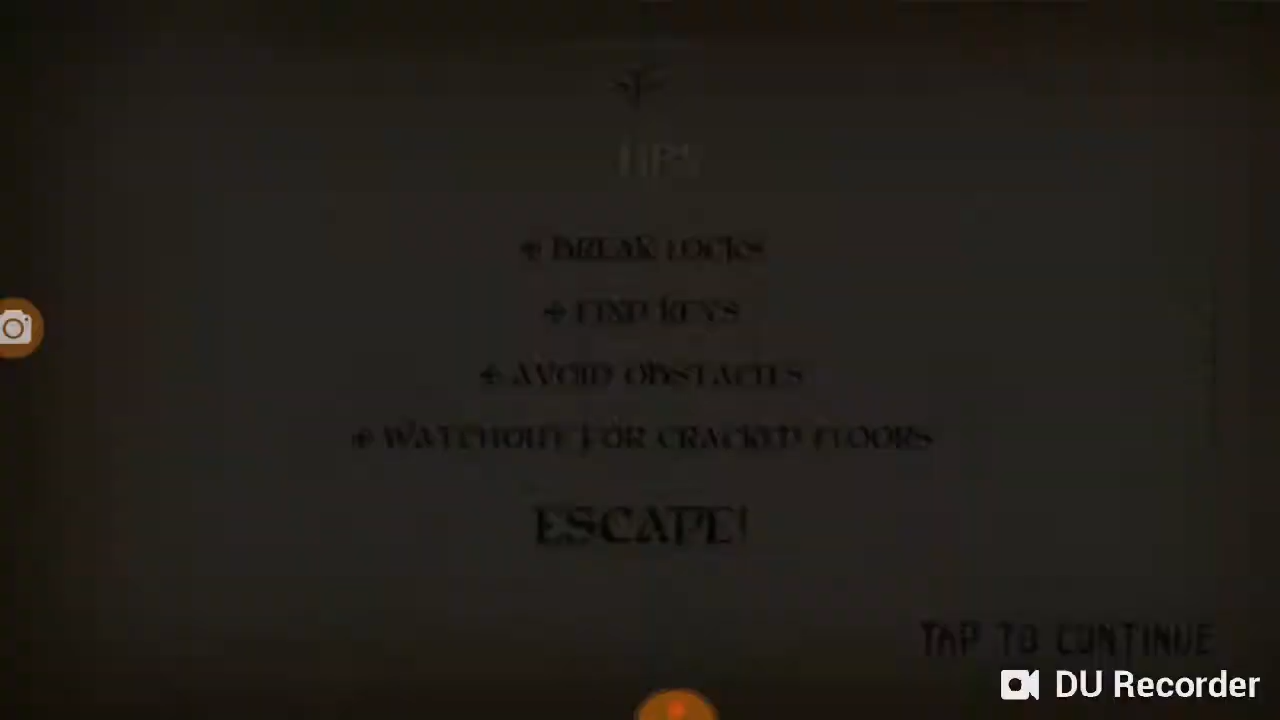 TIPS
+ BREAK LOCKS
+ FIND KEYS
+ AVOID OBSTACLES
+ WATCHOUT FOR CRACKED FLOORS
ESCAPE!
TAP TO CONTINUE
DU Recorder